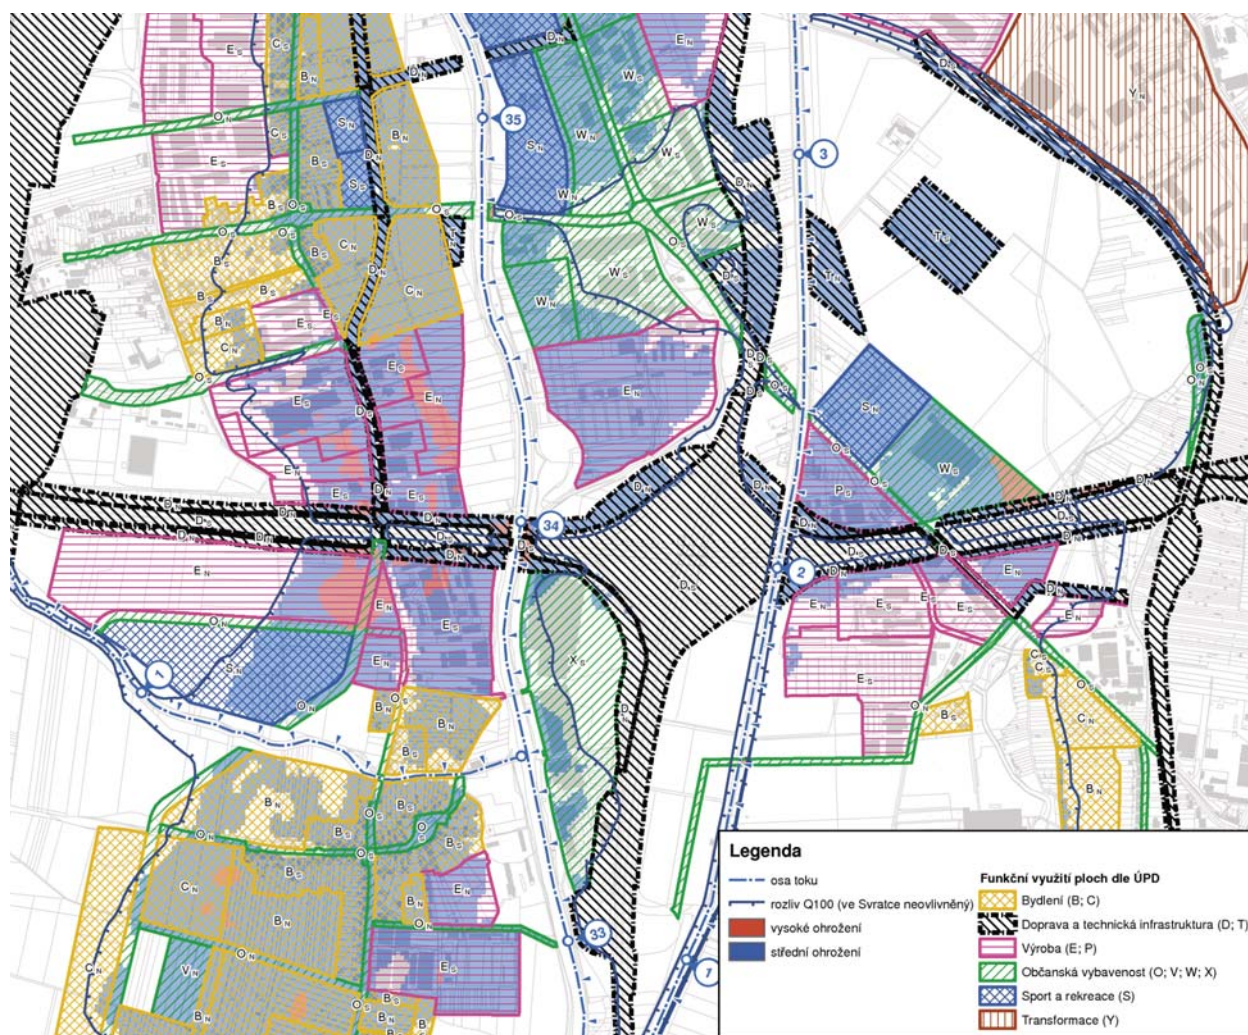 E S
C S
B N
D N
O N
C S
S N
B N
E S
B S
D N
S S
35
D N
W S
W N
S N
W S
W N
O S
E N
3
D N
Y N
B S
O S
O N
C N
D N
T N
C N
B S
B N
C N
E S
O S
W S
W S
O S
D N
D S
T N
T S
W N
E S
E N
E S
D S
E N
E N
D S
O S
S N
O S
O N
W S
P S
O S
E N
E S
D N
E S
D N
D S
34
D N
D S
2
D N
D S
E N
E N
E S
E S
E N
E N
O N
S N
1
O N
E N
X S
D N
E S
C S
C S
C N
O S
O N
B S
B N
B N
B S
B N
O S
O N
B S
C N
B N
O N
E N
33
V N
C N
E S
B S
O S
B N
1
Legenda
osa toku
rozliv Q100 (ve Svratce neovlivněný)
vysoké ohrožení
střední ohrožení
Funkční využití ploch dle ÚPD
Bydlení (B; C)
Doprava a technická infrastruktura (D; T)
Výroba (E; P)
Občanská vybavenost (O; V; W; X)
Sport a rekreace (S)
Transformace (Y)